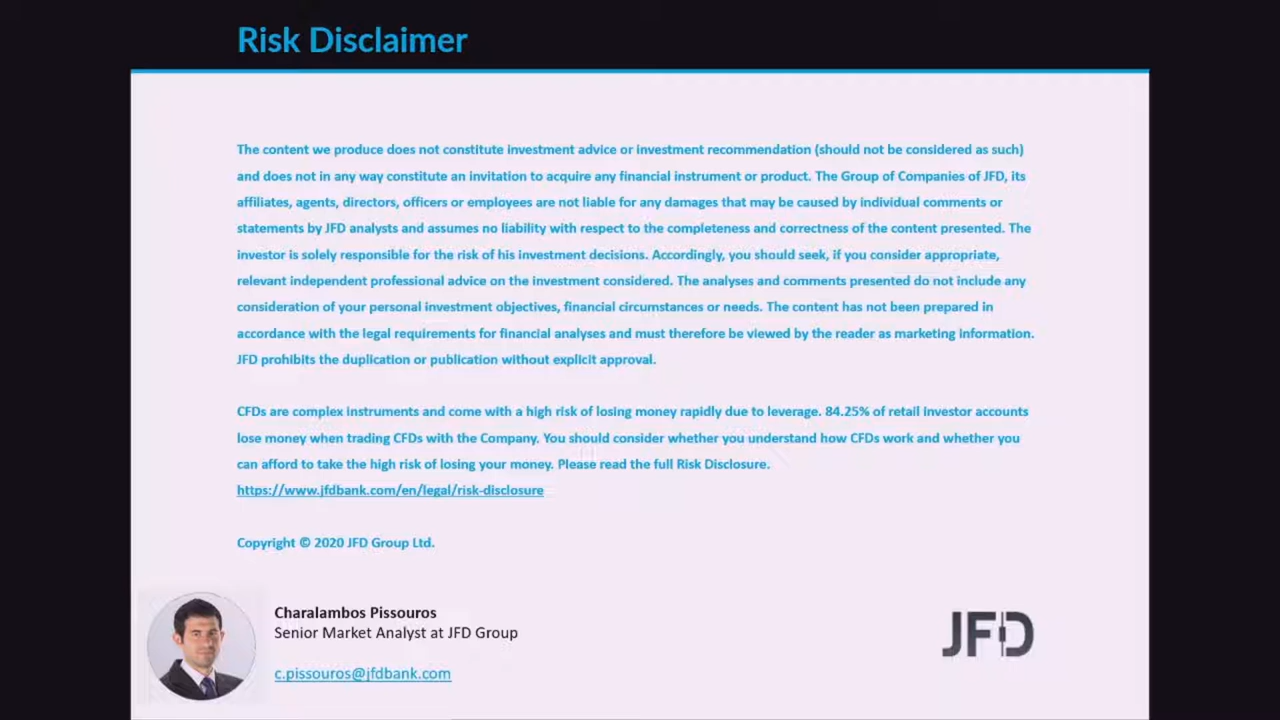 Risk Disclaimer
The content we produce does not constitute investment advice or investment recommendation (should not be considered as such)
and does not in any way constitute an invitation to acquire any financial instrument or product. The Group of Companies of JFD, its
affiliates, agents, directors, officers or employees are not liable for any damages that may be caused by individual comments or
statements by JFD analysts and assumes no liability with respect to the completeness and correctness of the content presented. The
investor is solely responsible for the risk of his investment decisions. Accordingly, you should seek, if you consider appropriate,
relevant independent professional advice on the investment considered. The analyses and comments presented do not include any
consideration of your personal investment objectives, financial circumstances or needs. The content has not been prepared in
accordance with the legal requirements for financial analyses and must therefore be viewed by the reader as marketing information.
JFD prohibits the duplication or publication without explicit approval.
CFDs are complex instruments and come with a high risk of losing money rapidly due to leverage. 84.25% of retail investor accounts
lose money when trading CFDs with the Company. You should consider whether you understand how CFDs work and whether you
can afford to take the high risk of losing your money. Please read the full Risk Disclosure.
https://www.jfdbank.com/en/legal/risk-disclosure
Copyright © 2020 JFD Group Ltd.
Charalambos Pissouros
Senior Market Analyst at JFD Group
c.pissouros@jfdbank.com
JFD